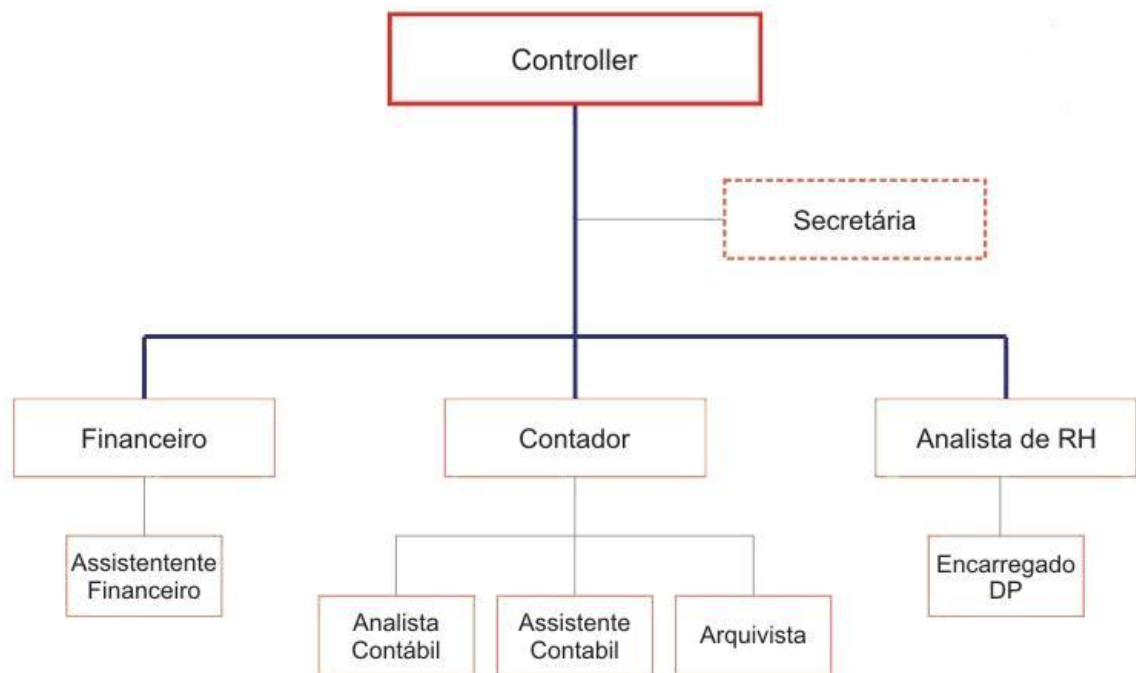 Controller
Secretária
Financeiro
Contador
Analista de RH
Assistentente
Financeiro
Encarregado
DP
Analista
Contábil
Assistente
Contabil
Arquivista